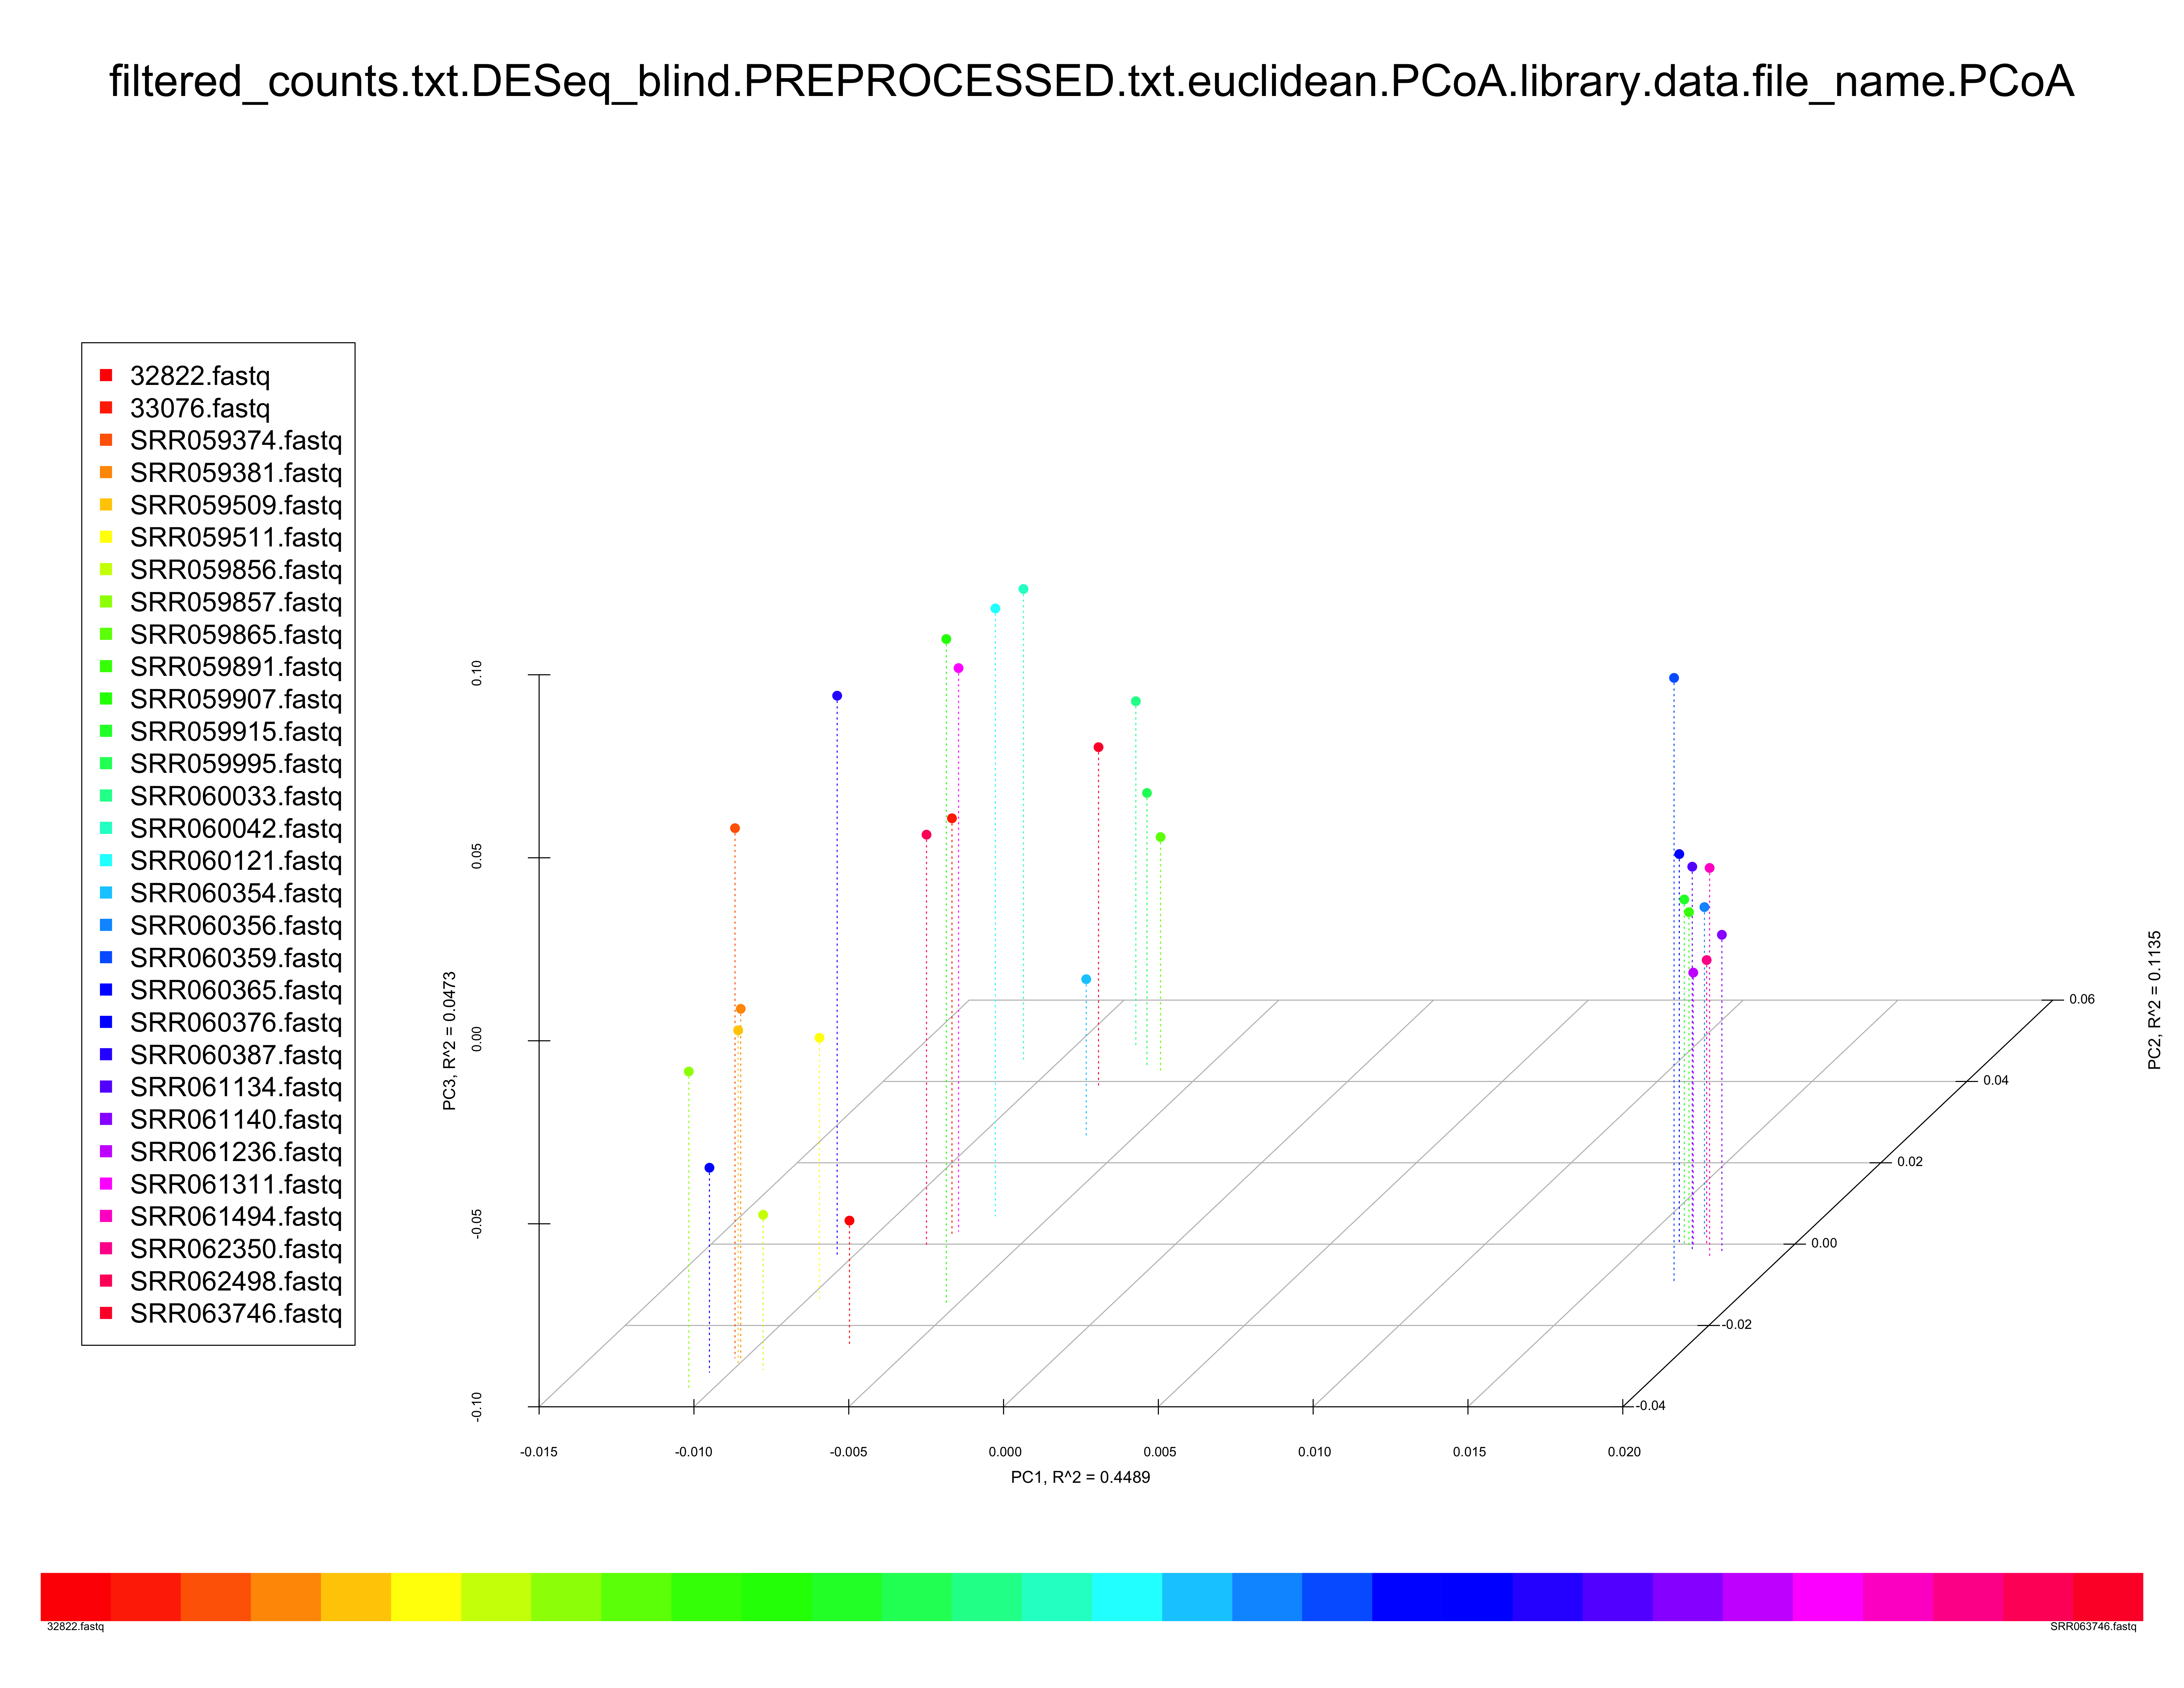 filtered_counts.txt.DESeq_blind.PREPROCESSED.txt.euclidean.PCoA.library.data.file_name.PCoA
32822.fastq
33076.fastq
SRR059374.fastq
SRR059381.fastq
SRR059509.fastq
SRR059511.fastq
SRR059856.fastq
SRR059857.fastq
SRR059865.fastq
SRR059891.fastq
SRR059907.fastq
SRR059915.fastq
SRR059995.fastq
SRR060033.fastq
SRR060042.fastq
SRR060121.fastq
SRR060354.fastq
SRR060356.fastq
SRR060359.fastq
SRR060365.fastq
SRR060376.fastq
SRR060387.fastq
SRR061134.fastq
SRR061140.fastq
SRR061236.fastq
SRR061311.fastq
SRR061494.fastq
SRR062350.fastq
SRR062498.fastq
SRR063746.fastq
PC3, R^2 = 0.0473
0.10
0.05
0.00
-0.05
-0.10
-0.015
-0.010
-0.005
0.000
0.005
0.010
0.015
0.020
PC1, R^2 = 0.4489
0.06
0.04
0.02
0.00
-0.02
-0.04
PC2, R^2 = 0.1135
32822.fastq
SRR063746.fastq